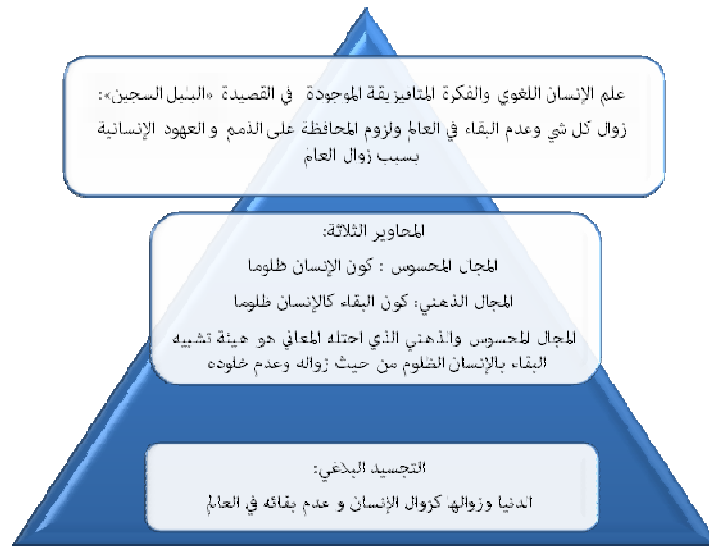 علم الإنسان اللغوي والفكرة المتافيزيقة الموجودة في القصيدة «البلبل السجين»:
زوال كل شي وعدم البقاء في العالم ولزوم المحافظة على الذمم و العهود الإنسانية
بسبب زوال العالم
المحاوير الثلاثة:
المجال المحسوس : كون الإنسان ظلوما
المجال الذهني: كون البقاء كالإنسان ظلوما
المجال المحسوس والذهني الذي احتله المعاني هو هيئة تشبيه
البقاء بالإنسان الظلوم من حيث زواله وعدم خلوده
التجسيد البلاغي:
الدنيا وزوالها كزوال الإنسان و عدم بقائه في العالم